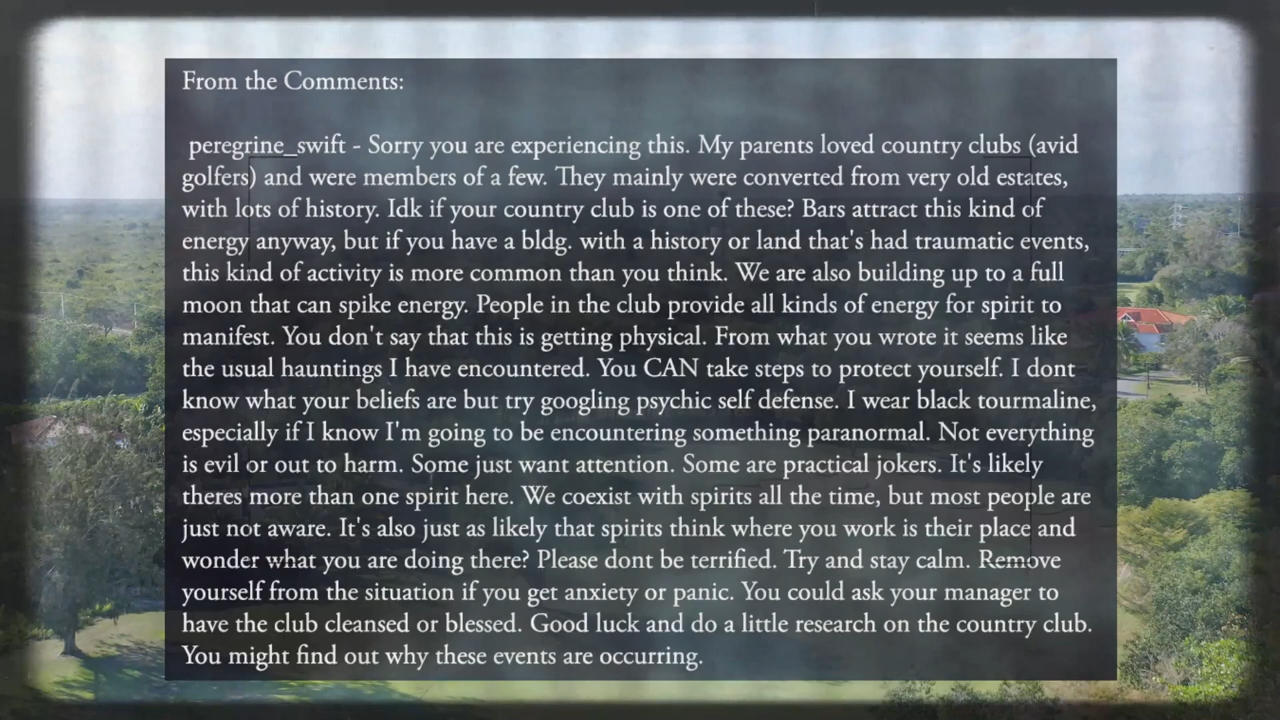 From the Comments:
peregrine_swift - Sorry you are experiencing this. My parents loved country clubs (avid
golfers) and were members of a few. They mainly were converted from very old estates,
with lots of history. Idk if your country club is one of these? Bars attract this kind of
energy anyway, but if you have a bldg. with a history or land that's had traumatic events,
this kind of activity is more common than you think. We are also building up to a full
moon that can spike energy. People in the club provide all kinds of energy for spirit to
manifest. You don't say that this is getting physical. From what you wrote it seems like
the usual hauntings I have encountered. You CAN take steps to protect yourself. I dont
know what your beliefs are but try googling psychic self defense. I wear black tourmaline,
especially if I know I'm going to be encountering something paranormal. Not everything
is evil or out to harm. Some just want attention. Some are practical jokers. It's likely
theres more than one spirit here. We coexist with spirits all the time, but most people are
just not aware. It's also just as likely that spirits think where you work is their place and
wonder what you are doing there? Please dont be terrified. Try and stay calm. Remove
yourself from the situation if you get anxiety or panic. You could ask your manager to
have the club cleansed or blessed. Good luck and do a little research on the country club.
You might find out why these events are occurring.